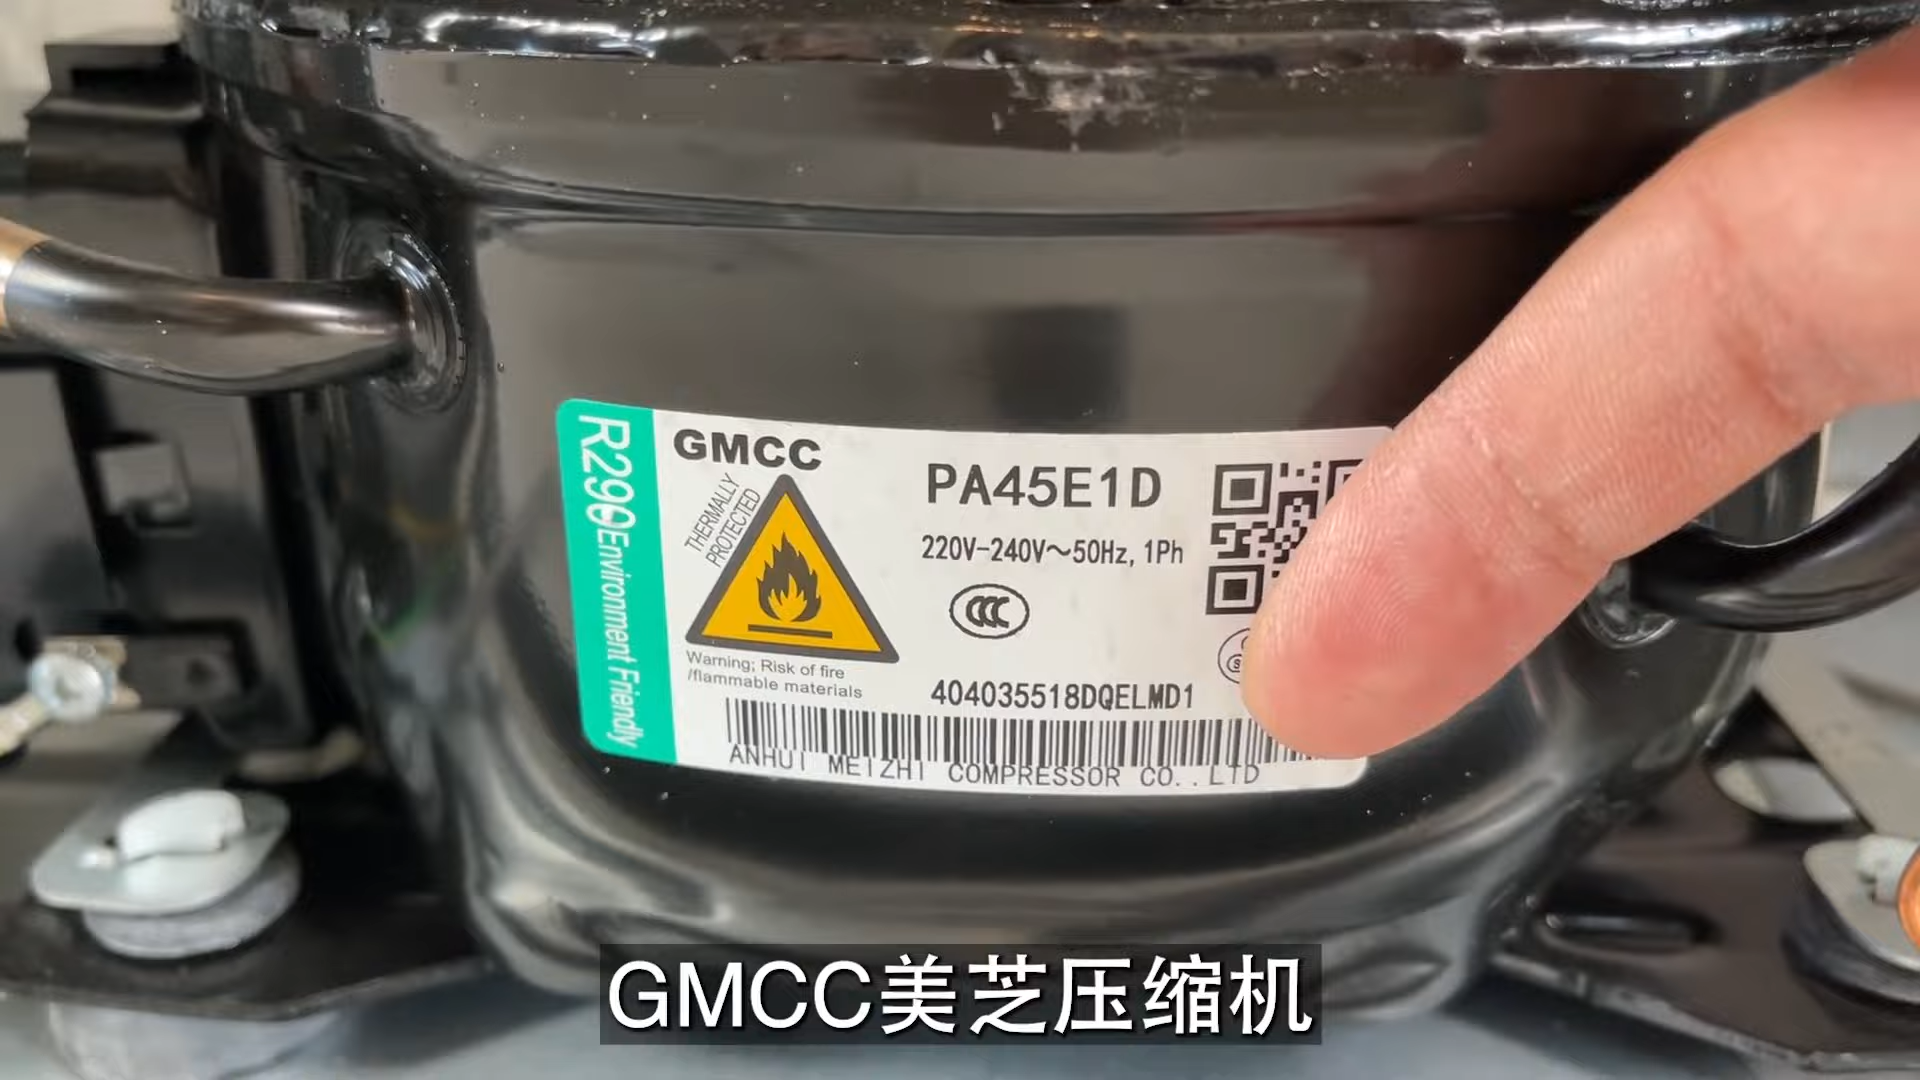 R290 Environment Friendly
GMCC
THERMALLY
PROTECTED
Warning; Risk of fire
/flammable materials
PA45E1D
220V-240V～50Hz, 1Ph
CCC
404035518DQELMD1
ANHUI MEIZHI COMPRESSOR CO..LTD
GMCC美芝压缩机